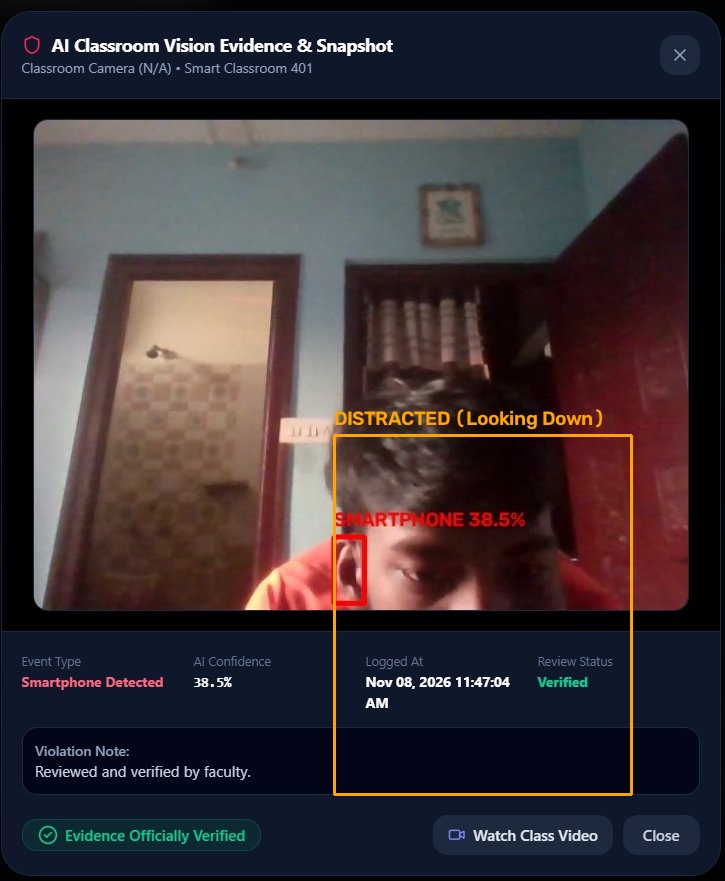 AI Classroom Vision Evidence & Snapshot
Classroom Camera (N/A) • Smart Classroom 401
DISTRACTED (Looking Down)
SMARTPHONE 38.5%
Event Type
Smartphone Detected
AI Confidence
38.5%
Logged At
Nov 08, 2026 11:47:04
AM
Review Status
Verified
Violation Note:
Reviewed and verified by faculty.
Evidence Officially Verified
Watch Class Video
Close